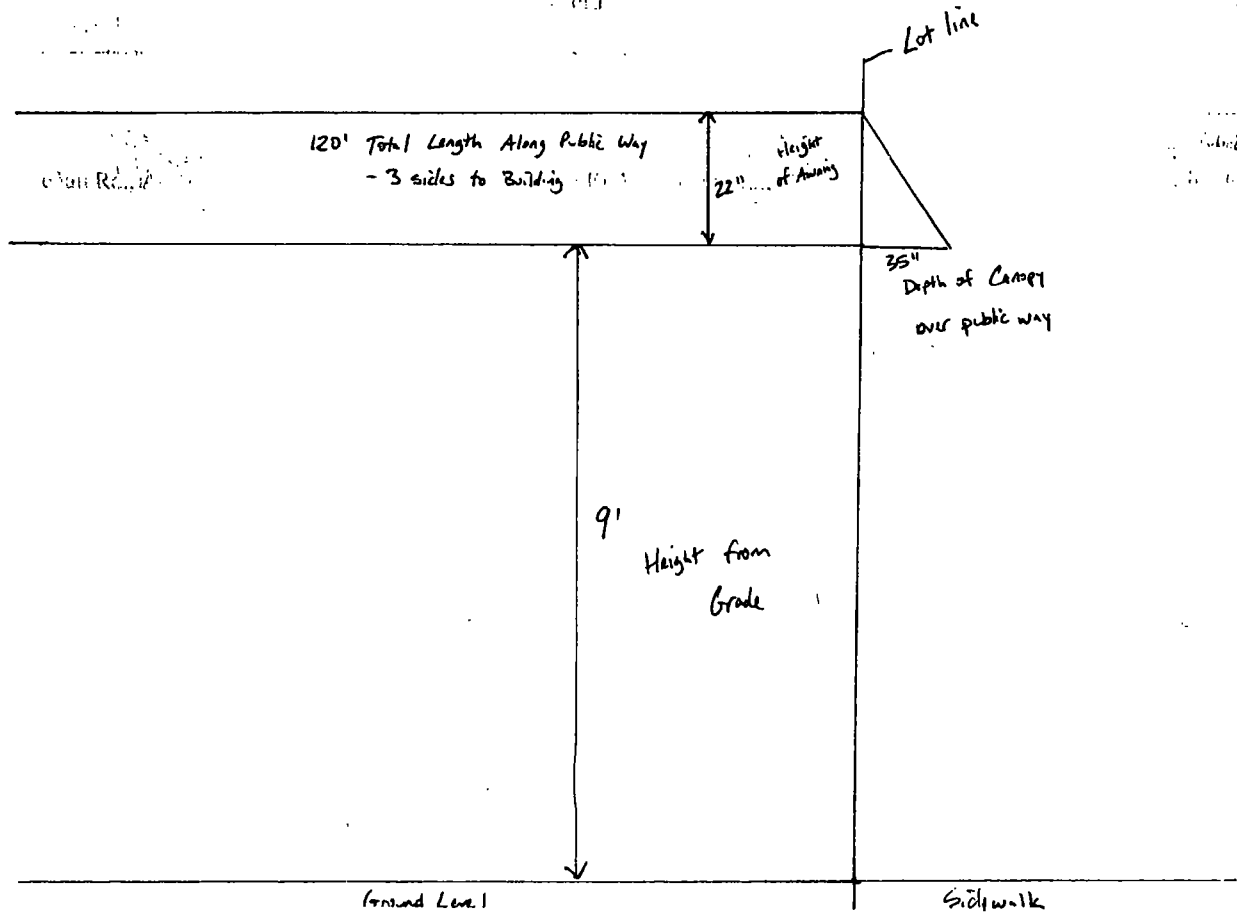 Lot line
120' Total Length Along Public Way
- 3 sides to Building
22"
Height
of Awning
35"
Depth of Canopy
over public way
9'
Height from
Grade
Ground Level
Sidewalk